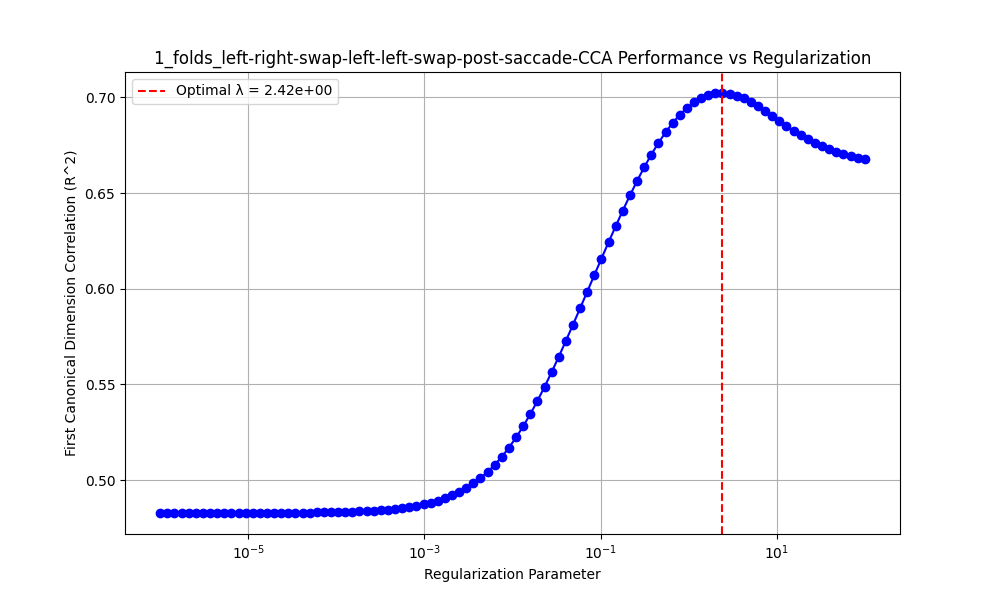 1_folds_left-right-swap-left-left-swap-post-saccade-CCA Performance vs Regularization
Optimal λ = 2.42e+00
First Canonical Dimension Correlation (R^2)
0.70
0.65
0.60
0.55
0.50
10⁻⁵
10⁻³
10⁻¹
10¹
Regularization Parameter